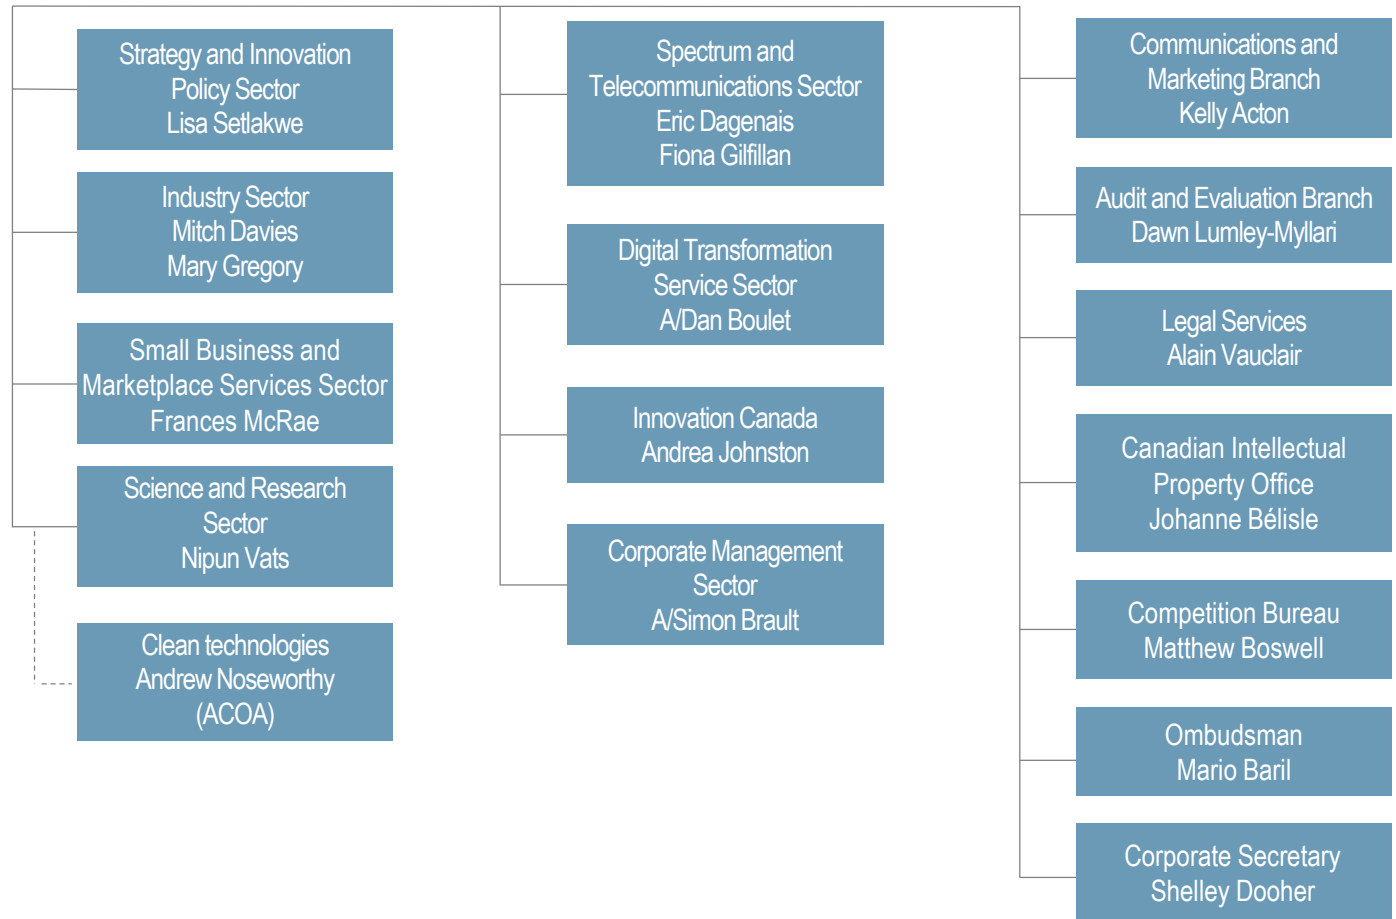 Strategy and Innovation
Policy Sector
Lisa Setlakwe
Industry Sector
Mitch Davies
Mary Gregory
Small Business and
Marketplace Services Sector
Frances McRae
Science and Research
Sector
Nipun Vats
Clean technologies
Andrew Noseworthy
(ACOA)
Spectrum and
Telecommunications Sector
Eric Dagenais
Fiona Gilfillan
Digital Transformation
Service Sector
A/Dan Boulet
Innovation Canada
Andrea Johnston
Corporate Management
Sector
A/Simon Brault
Communications and
Marketing Branch
Kelly Acton
Audit and Evaluation Branch
Dawn Lumley-Myllari
Legal Services
Alain Vauclair
Canadian Intellectual
Property Office
Johanne Bélisle
Competition Bureau
Matthew Boswell
Ombudsman
Mario Baril
Corporate Secretary
Shelley Dooher